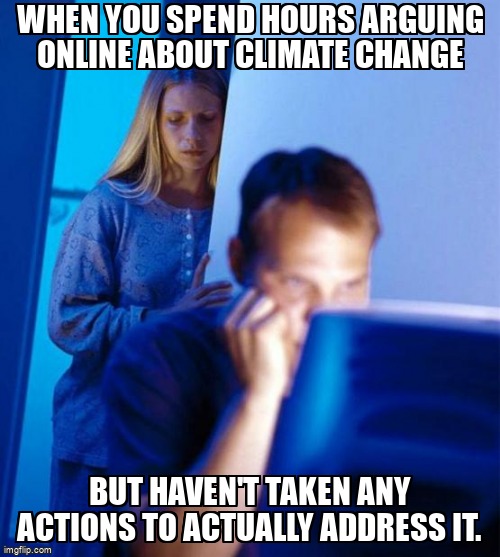 WHEN YOU SPEND HOURS ARGUING
ONLINE ABOUT CLIMATE CHANGE
BUT HAVEN'T TAKEN ANY
ACTIONS TO ACTUALLY ADDRESS IT.
imgflip.com